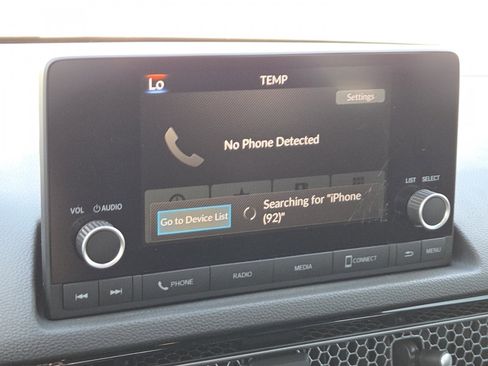 Lo
TEMP
Settings
No Phone Detected
VOL
AUDIO
LIST
SELECT
Go to Device List
Searching for "iPhone
(92)"
PHONE
RADIO
MEDIA
CONNECT
MENU